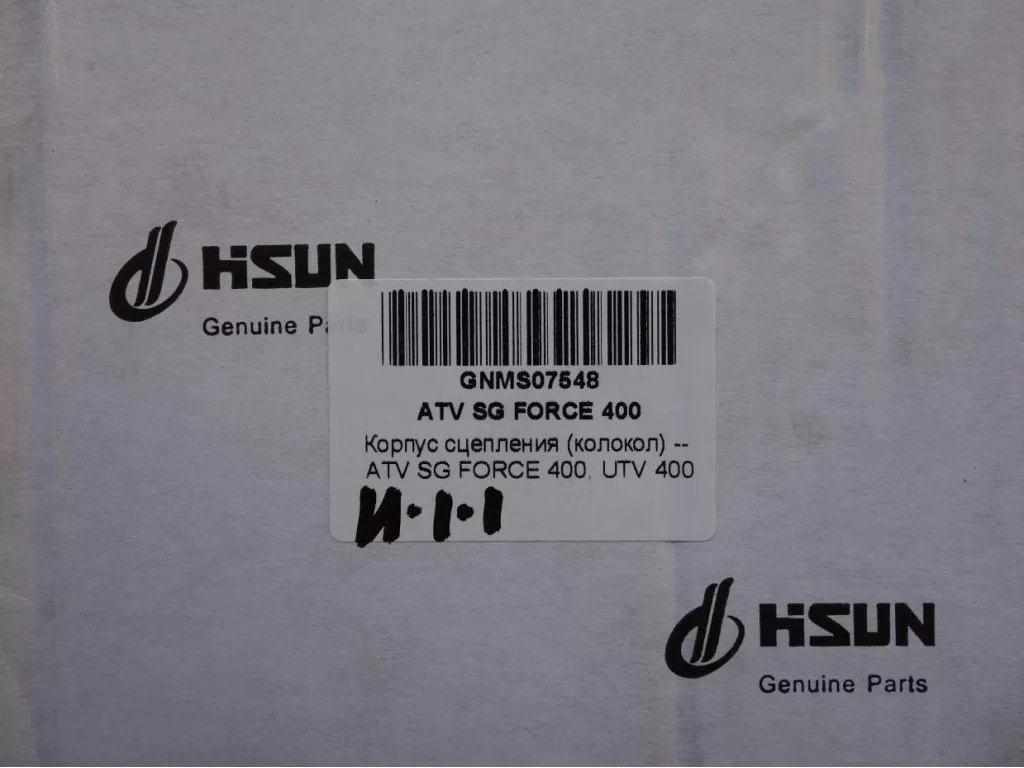 HISUN
Genuine Parts
GNMS07548
ATV SG FORCE 400
Корпус сцепления (колокол) --
ATV SG FORCE 400, UTV 400
И·1·1
HISUN
Genuine Parts